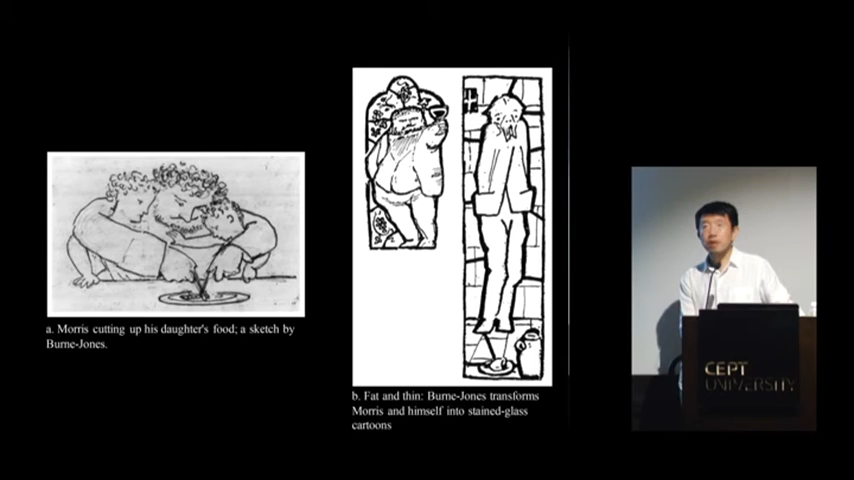 a. Morris cutting up his daughter's food; a sketch by
Burne-Jones.
b. Fat and thin: Burne-Jones transforms
Morris and himself into stained-glass
cartoons
CEPT
UNIVERSITY